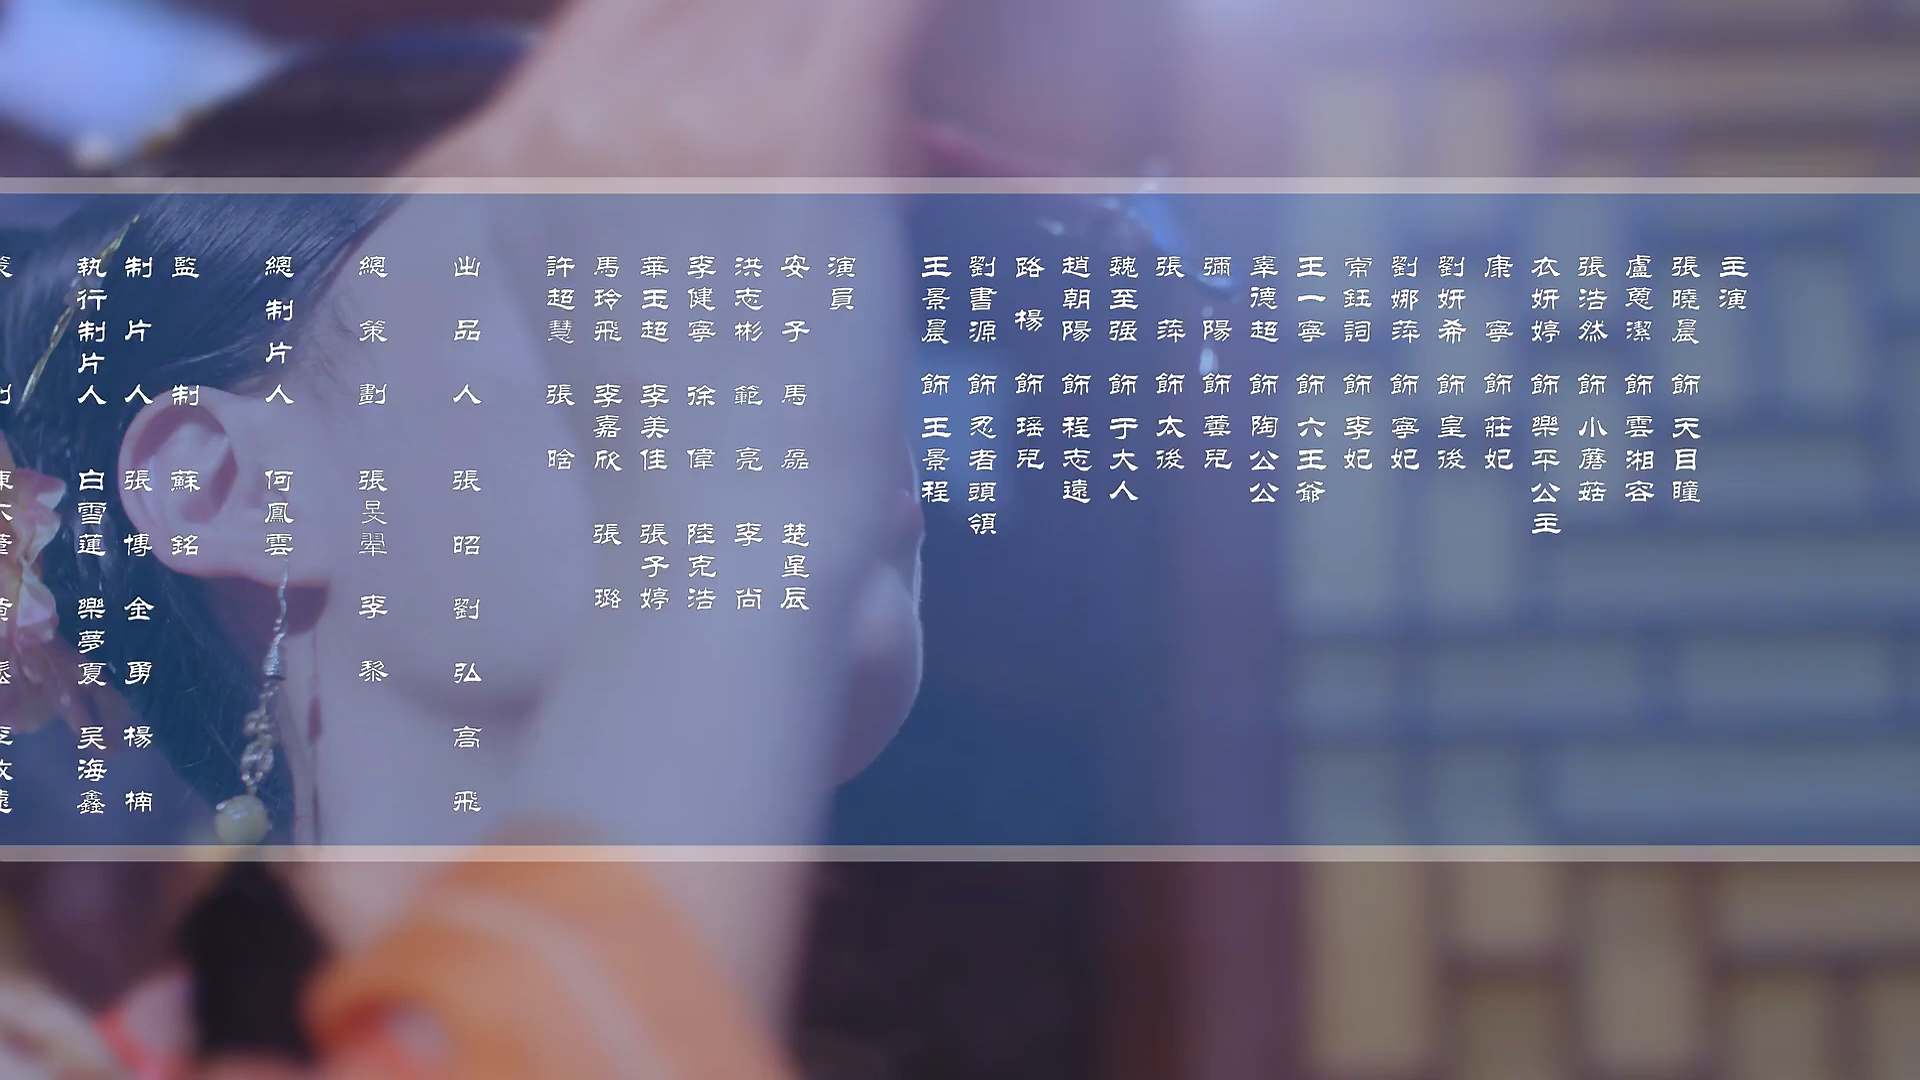 主演
張曉晨 飾 天目瞳
盧蒽潔 飾 雲湘容
張浩然 飾 小蘑菇
衣妍婷 飾 樂平公主
康寧 飾 莊妃
劉妍希 飾 皇後
劉娜萍 飾 寧妃
常鈺詞 飾 李妃
王一寧 飾 六王爺
辜德超 飾 陶公公
彌陽 飾 蕓兒
張萍 飾 太後
魏至强 飾 于大人
趙朝陽 飾 程志遠
路楊 飾 瑶兒
劉書源 飾 忍者頭領
王景晨 飾 王景程
演員
安子 馬磊 楚星辰
洪志彬 範亮 李尚
李健寧 徐偉 陸克浩
華玉超 李美佳 張子婷
馬玲飛 李嘉欣 張璐
許超慧 張晗
出品人 張昭 劉弘 高飛
總策劃 張旻翚 李黎
總制片人 何鳳雲
監制 蘇銘
制片人 張博 金勇 楊楠
執行制片人 白雪蓮 樂夢夏 吴海鑫